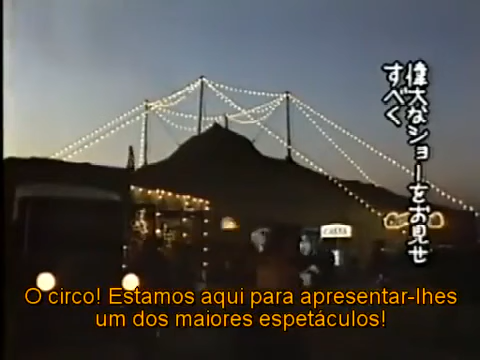 偉大なショーをお見せ
すべく
O circo! Estamos aqui para apresentar-lhes
um dos maiores espetáculos!